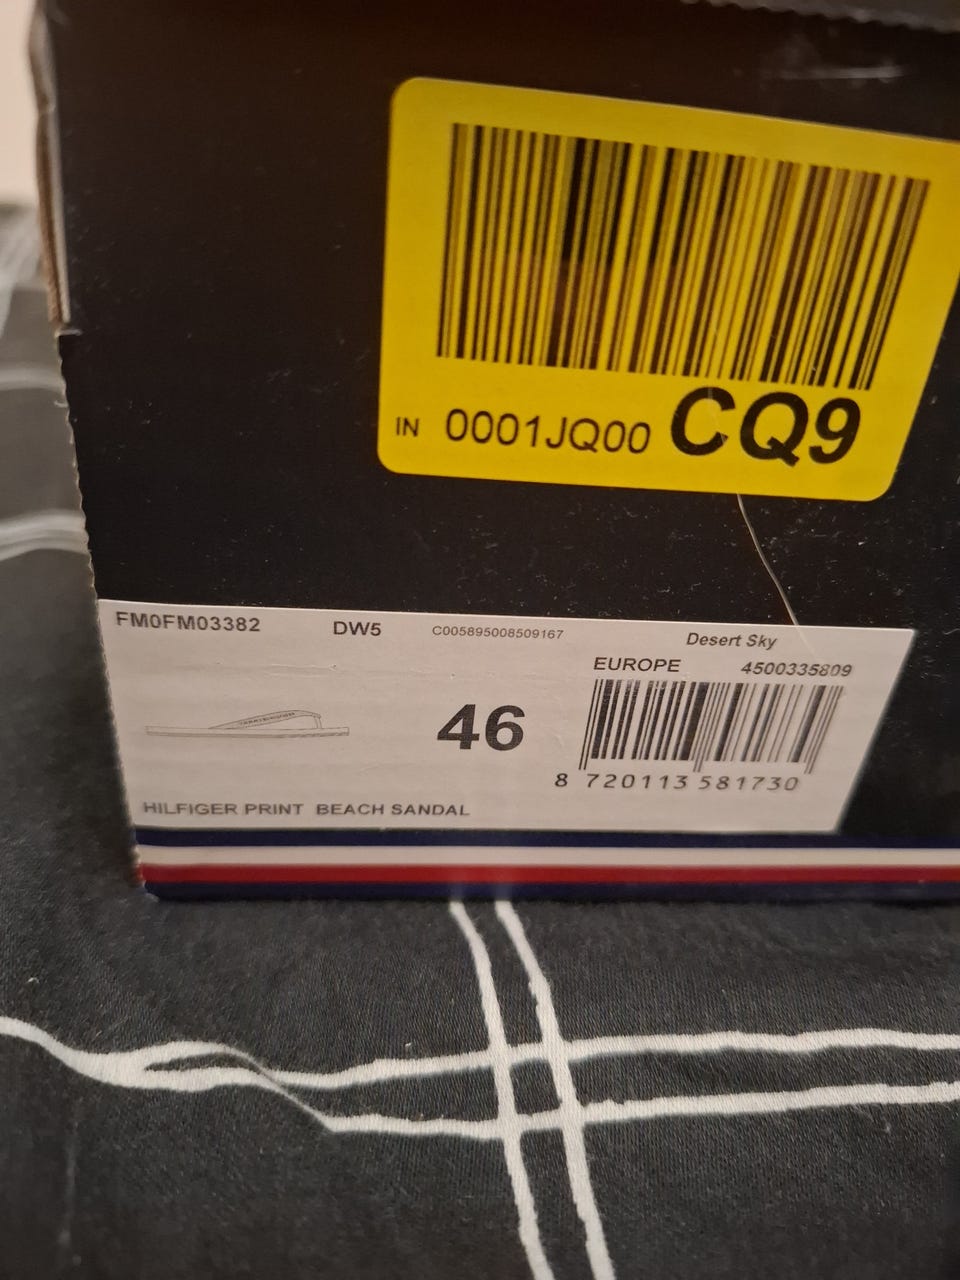 IN 0001JQ00 CQ9
FM0FM03382 DW5 C005895008509167 Desert Sky
EUROPE 4500335809
46
8 720113 581730
HILFIGER PRINT BEACH SANDAL